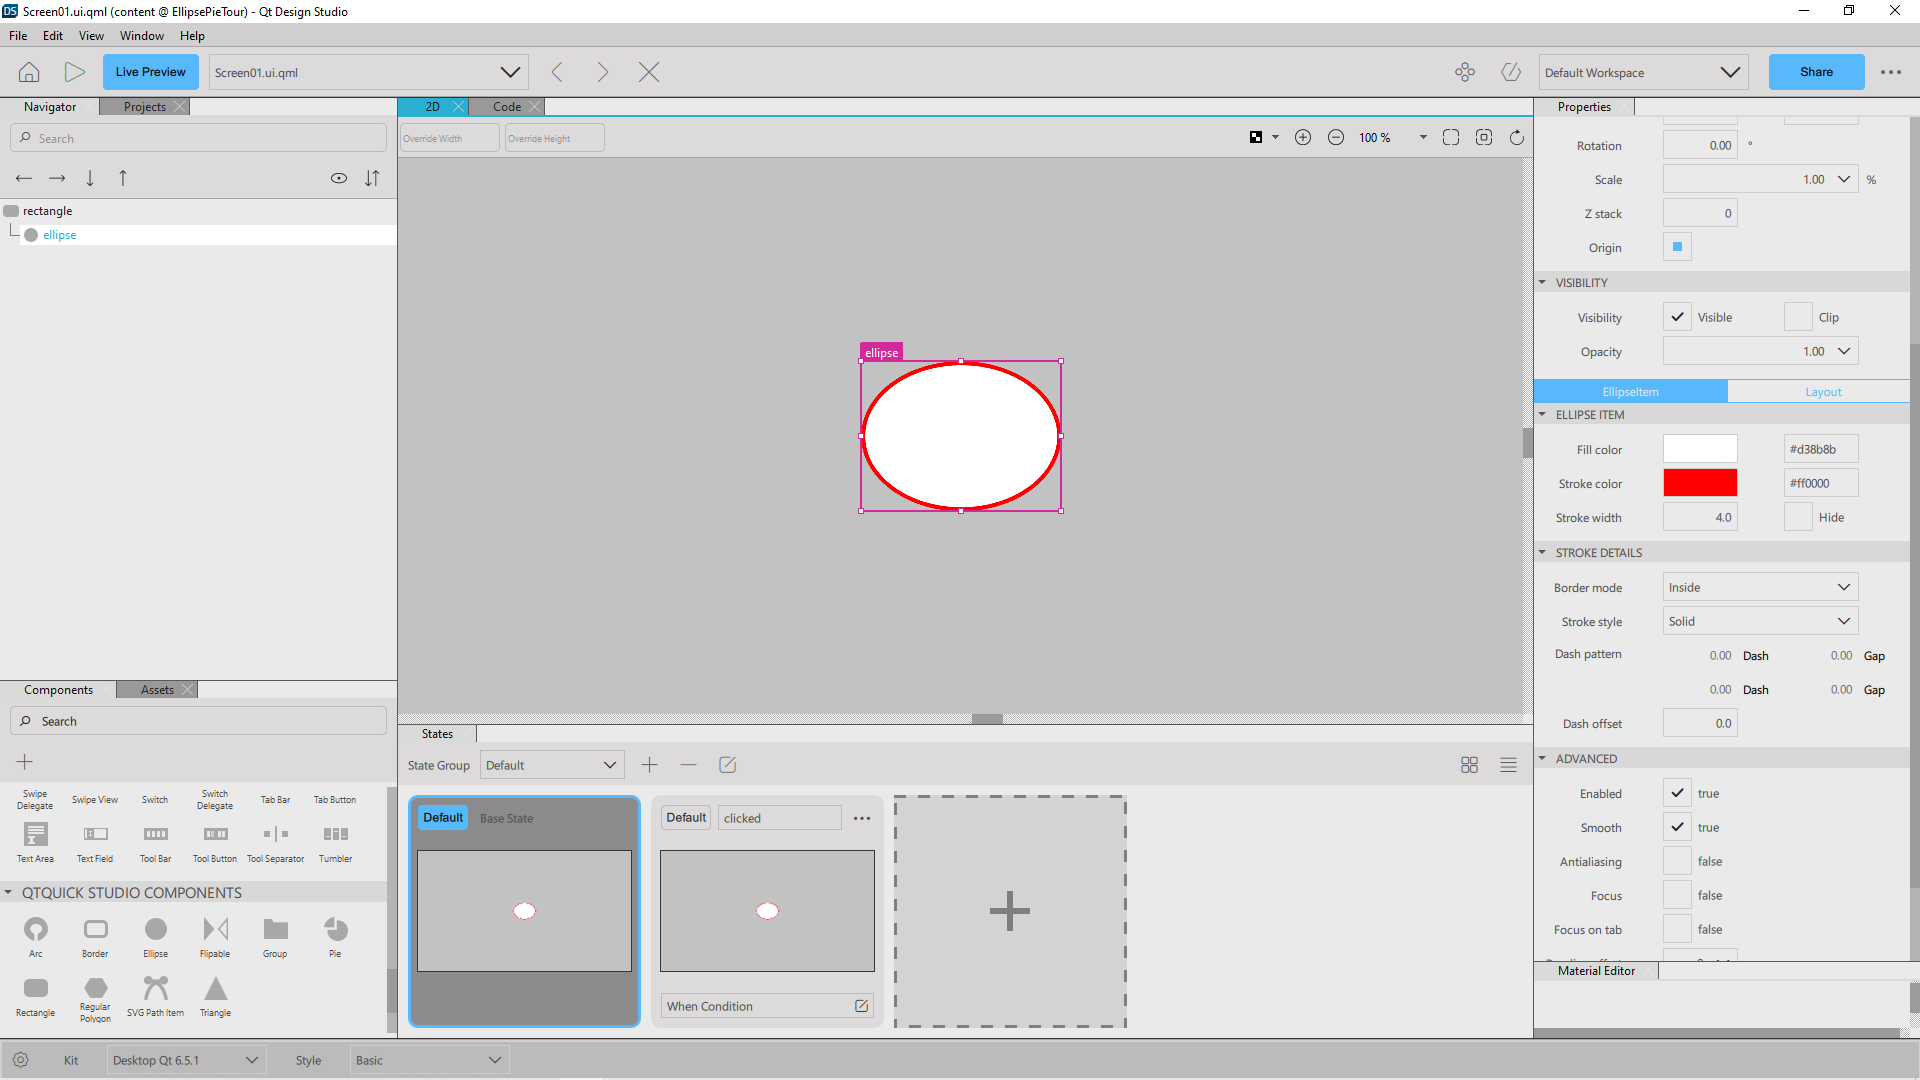 Screen01.ui.qml (content @ EllipsePieTour) - Qt Design Studio
File Edit View Window Help
Live Preview
Screen01.ui.qml
Default Workspace
Share
Navigator
Projects
Search
rectangle
ellipse
2D
Code
Override Width
Override Height
100 %
ellipse
Components
Assets
Search
Swipe Delegate
Swipe View
Switch
Switch Delegate
Tab Bar
Tab Button
Text Area
Text Field
Tool Bar
Tool Button
Tool Separator
Tumbler
QTQUICK STUDIO COMPONENTS
Arc
Border
Ellipse
Flipable
Group
Pie
Rectangle
Regular Polygon
SVG Path Item
Triangle
States
State Group
Default
Default
Base State
Default
clicked
When Condition
Properties
Rotation 0.00 °
Scale 1.00 %
Z stack 0
Origin
VISIBILITY
Visibility Visible Clip
Opacity 1.00
EllipseItem Layout
ELLIPSE ITEM
Fill color #d38b8b
Stroke color #ff0000
Stroke width 4.0 Hide
STROKE DETAILS
Border mode Inside
Stroke style Solid
Dash pattern 0.00 Dash 0.00 Gap
0.00 Dash 0.00 Gap
Dash offset 0.0
ADVANCED
Enabled true
Smooth true
Antialiasing false
Focus false
Focus on tab false
Material Editor
Kit
Desktop Qt 6.5.1
Style
Basic